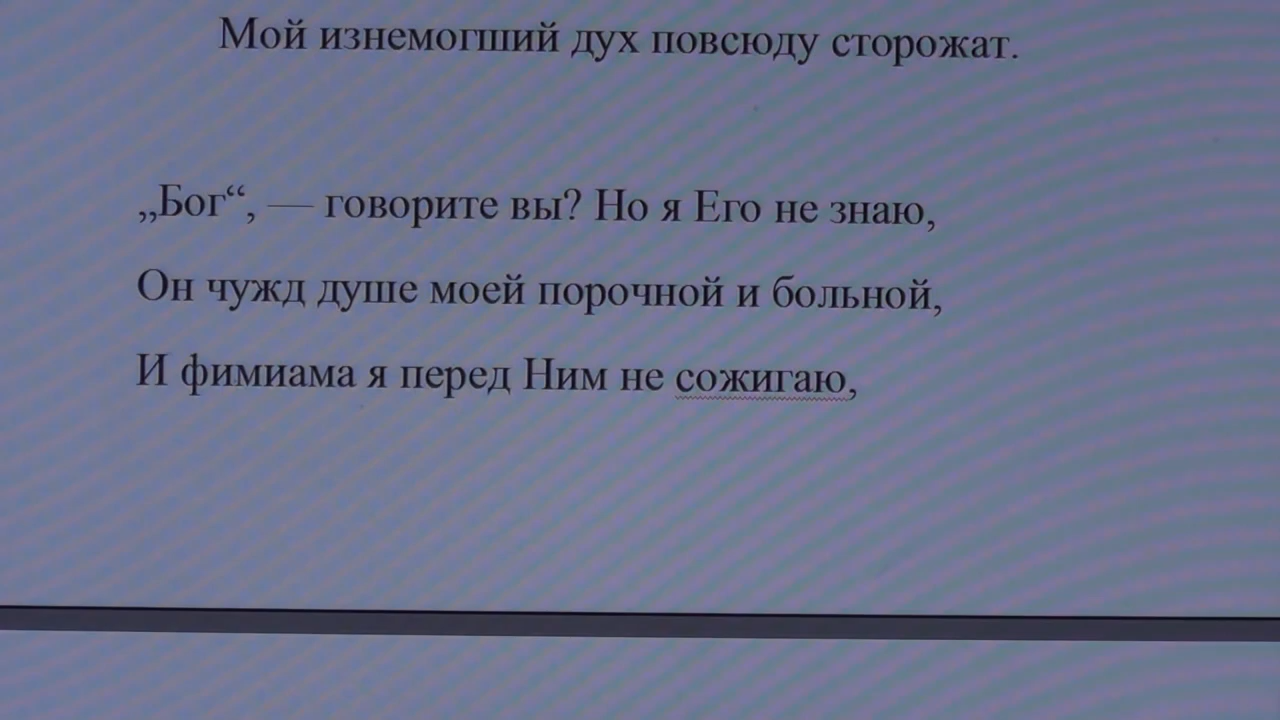 Мой изнемогший дух повсюду сторожат.
„Бог“, — говорите вы? Но я Его не знаю,
Он чужд душе моей порочной и больной,
И фимиама я перед Ним не сожигаю,